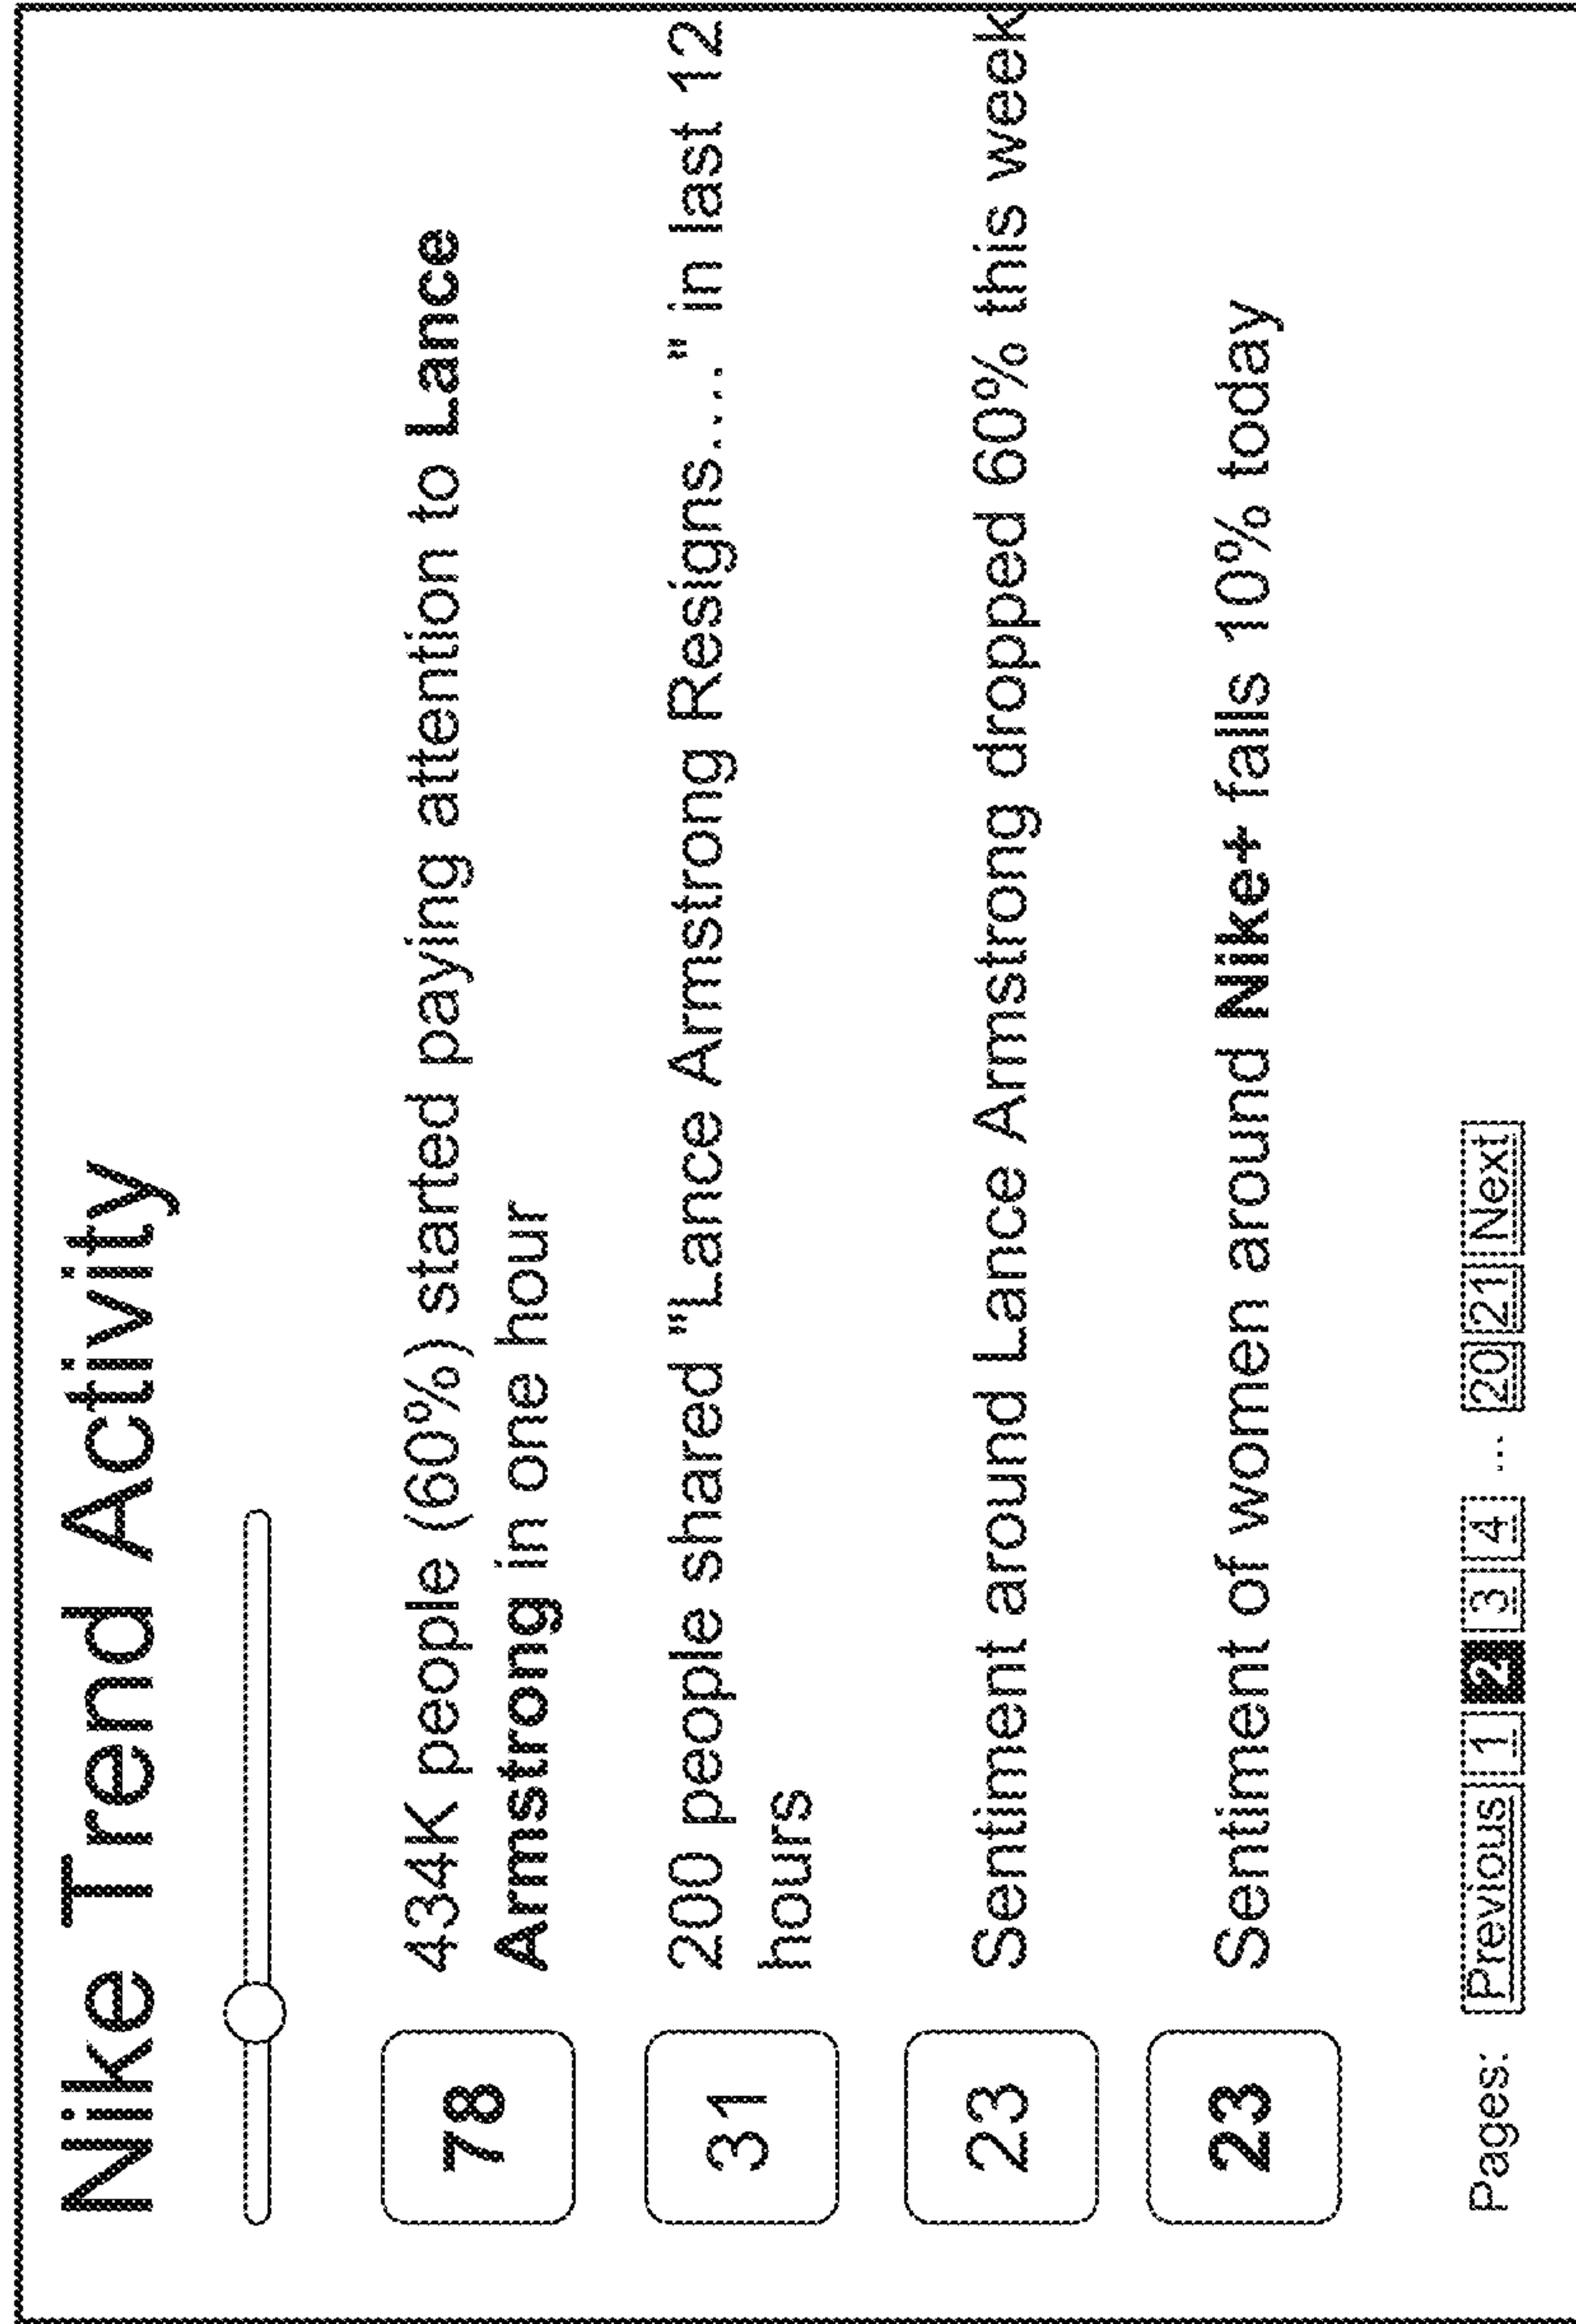 Nike Trend Activity
78
434K people (60%) started paying attention to Lance
Armstrong in one hour
31
200 people shared "Lance Armstrong Resigns...." in last 12
hours
23
Sentiment around Lance Armstrong dropped 60% this week
23
Sentiment of women around Nike+ falls 10% today
Pages: Previous 1 2 3 4 ... 20 21 Next